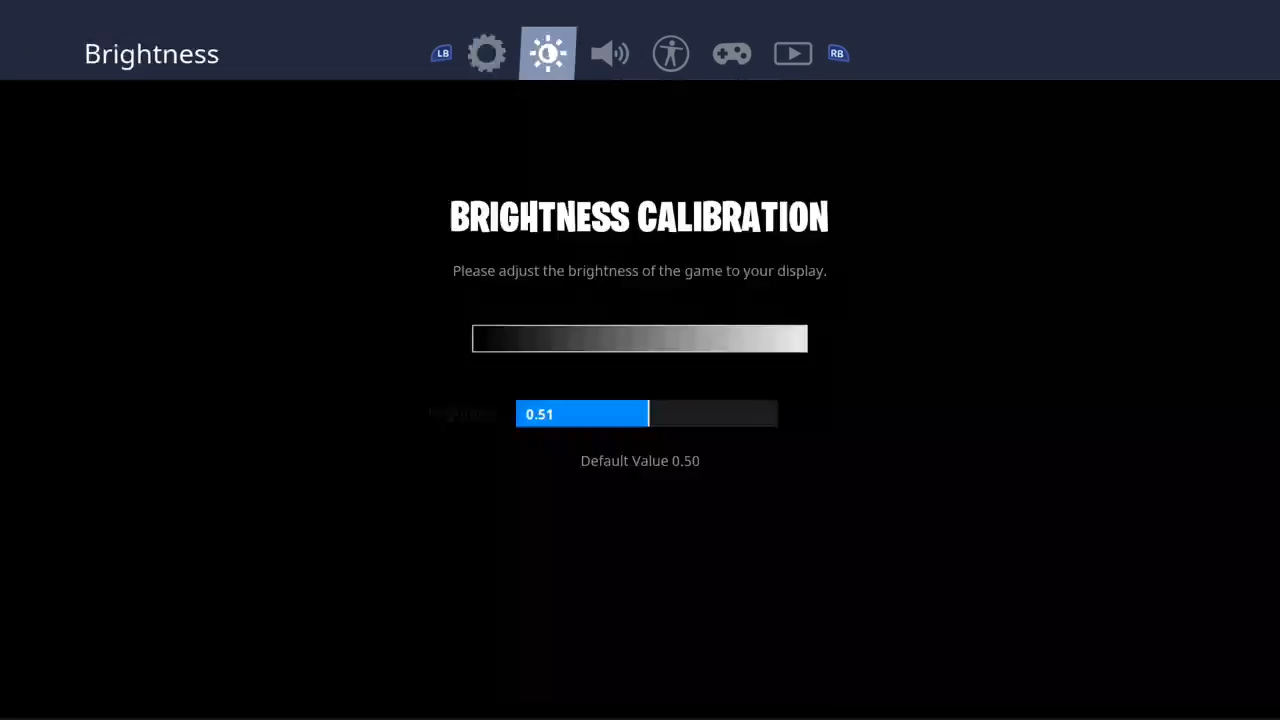 Brightness
LB
RB
BRIGHTNESS CALIBRATION
Please adjust the brightness of the game to your display.
0.51
Default Value 0.50